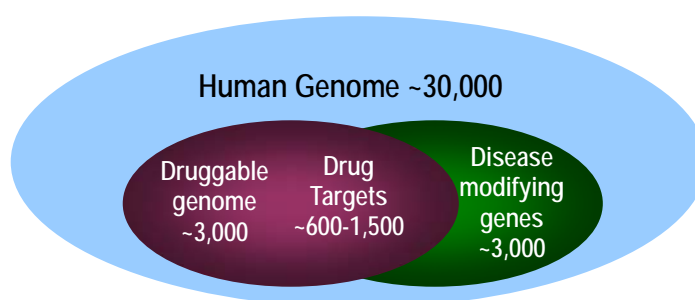 Human Genome ~30,000
Druggable
genome
~3,000
Drug
Targets
~600-1,500
Disease
modifying
genes
~3,000